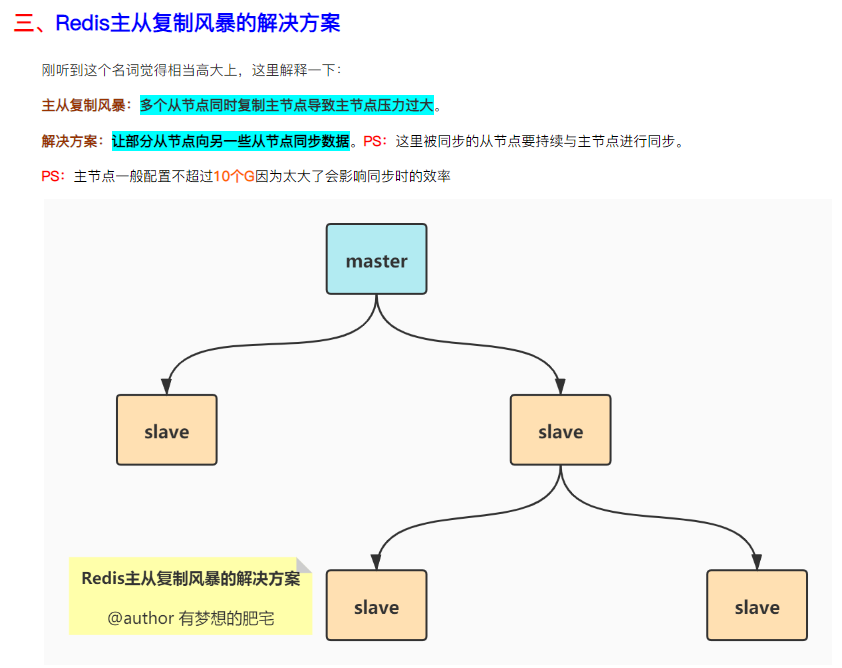 三、Redis主从复制风暴的解决方案
刚听到这个名词觉得相当高大上，这里解释一下：
主从复制风暴：多个从节点同时复制主节点导致主节点压力过大。
解决方案：让部分从节点向另一些从节点同步数据。PS：这里被同步的从节点要持续与主节点进行同步。
PS：主节点一般配置不超过10个G因为太大了会影响同步时的效率
master
slave
slave
Redis主从复制风暴的解决方案
@author 有梦想的肥宅
slave
slave